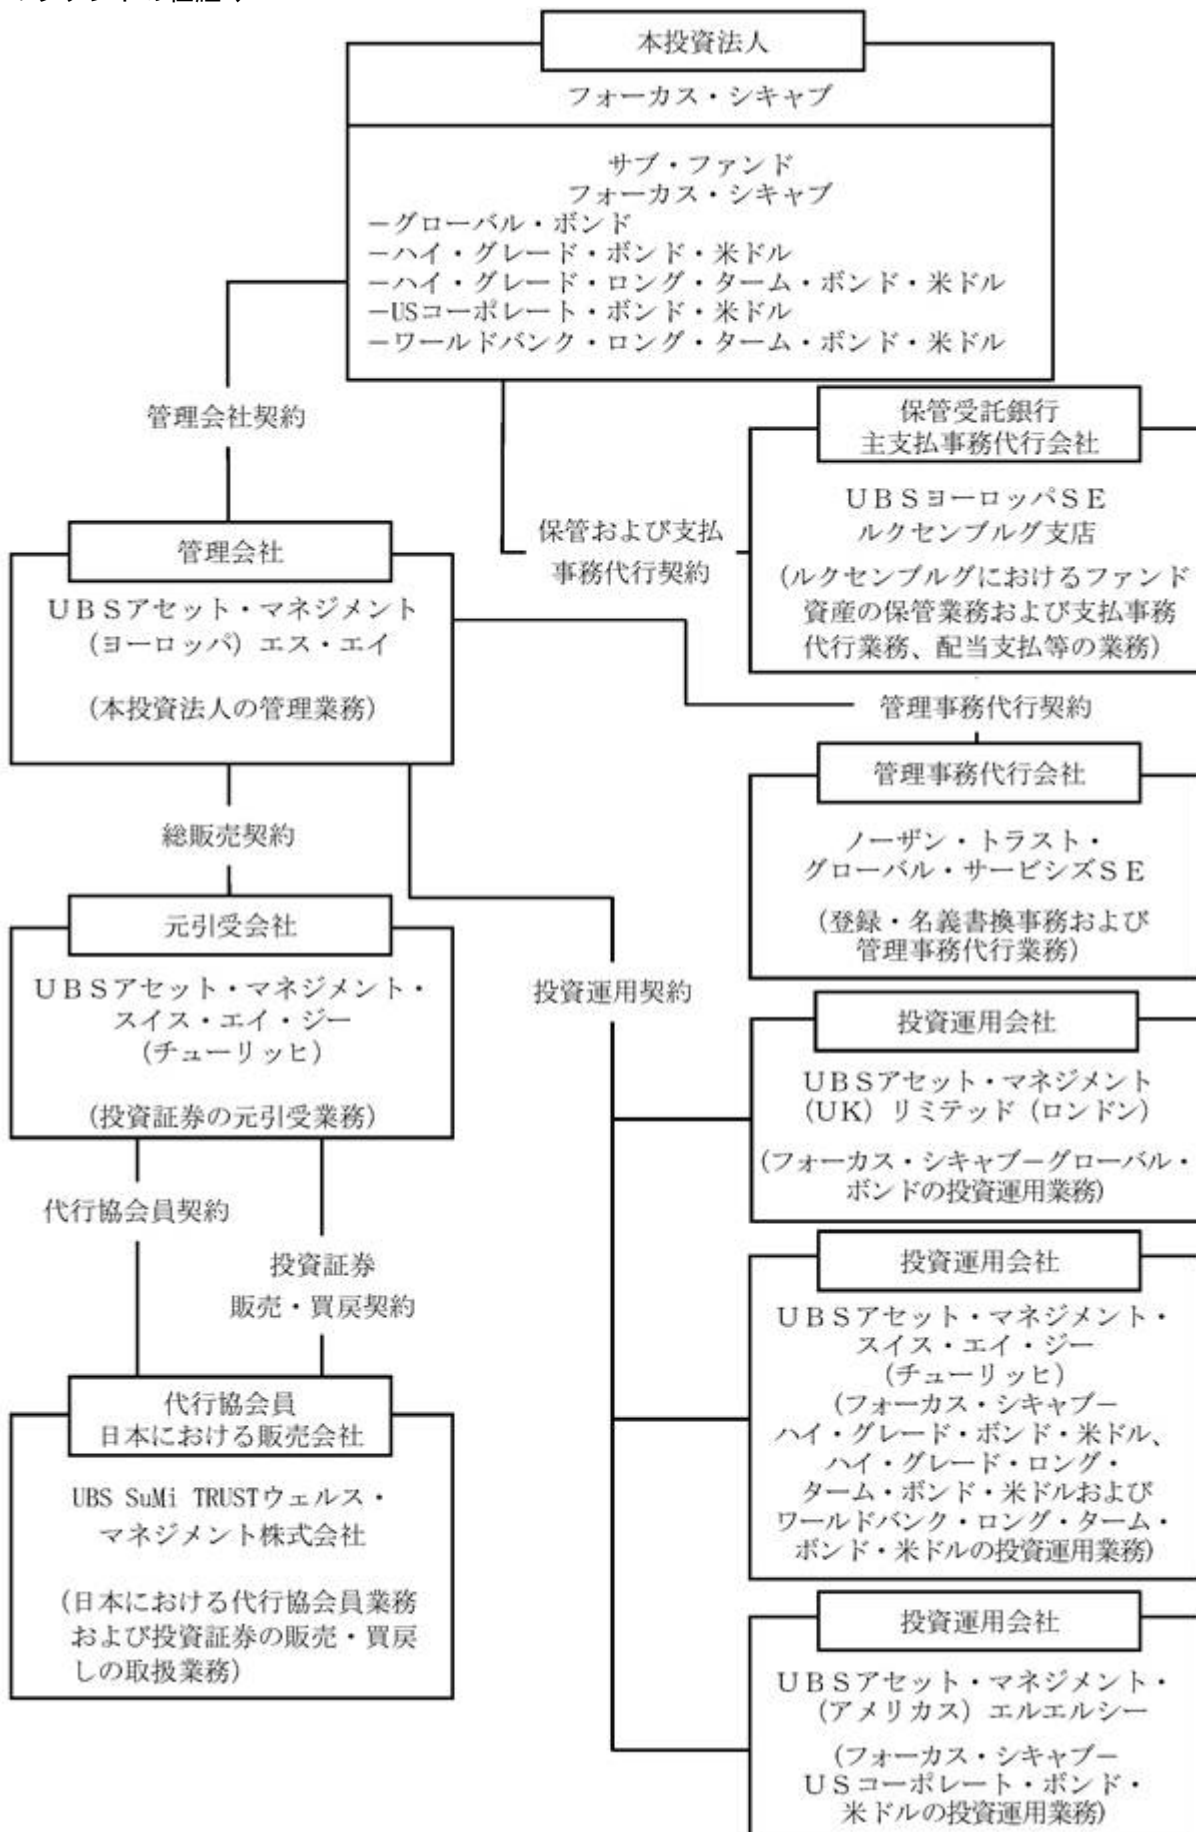 本投資法人
フォーカス・シキャブ
サブ・ファンド
フォーカス・シキャブ
－グローバル・ボンド
－ハイ・グレード・ボンド・米ドル
－ハイ・グレード・ロング・ターム・ボンド・米ドル
－USコーポレート・ボンド・米ドル
－ワールドバンク・ロング・ターム・ボンド・米ドル
管理会社契約
保管受託銀行
主支払事務代行会社
ＵＢＳヨーロッパＳＥ
ルクセンブルグ支店
(ルクセンブルグにおけるファンド
資産の保管業務および支払事務
代行業務、配当支払等の業務)
保管および支払
事務代行契約
管理会社
ＵＢＳアセット・マネジメント
（ヨーロッパ）エス・エイ
(本投資法人の管理業務)
管理事務代行契約
管理事務代行会社
ノーザン・トラスト・
グローバル・サービシズＳＥ
(登録・名義書換事務および
管理事務代行業務)
総販売契約
元引受会社
ＵＢＳアセット・マネジメント・
スイス・エイ・ジー
(チューリッヒ)
(投資証券の元引受業務)
投資運用契約
投資運用会社
ＵＢＳアセット・マネジメント
(UK) リミテッド（ロンドン）
(フォーカス・シキャブ－グローバル・
ボンドの投資運用業務)
代行協会員契約
投資証券
販売・買戻契約
投資運用会社
ＵＢＳアセット・マネジメント・
スイス・エイ・ジー
(チューリッヒ)
(フォーカス・シキャブ－
ハイ・グレード・ボンド・米ドル、
ハイ・グレード・ロング・
ターム・ボンド・米ドルおよび
ワールドバンク・ロング・ターム・
ボンド・米ドルの投資運用業務)
代行協会員
日本における販売会社
UBS SuMi TRUSTウェルス・
マネジメント株式会社
(日本における代行協会員業務
および投資証券の販売・買戻
しの取扱業務)
投資運用会社
ＵＢＳアセット・マネジメント・
(アメリカス）エルエルシー
(フォーカス・シキャブ－
ＵＳコーポレート・ボンド・
米ドルの投資運用業務)